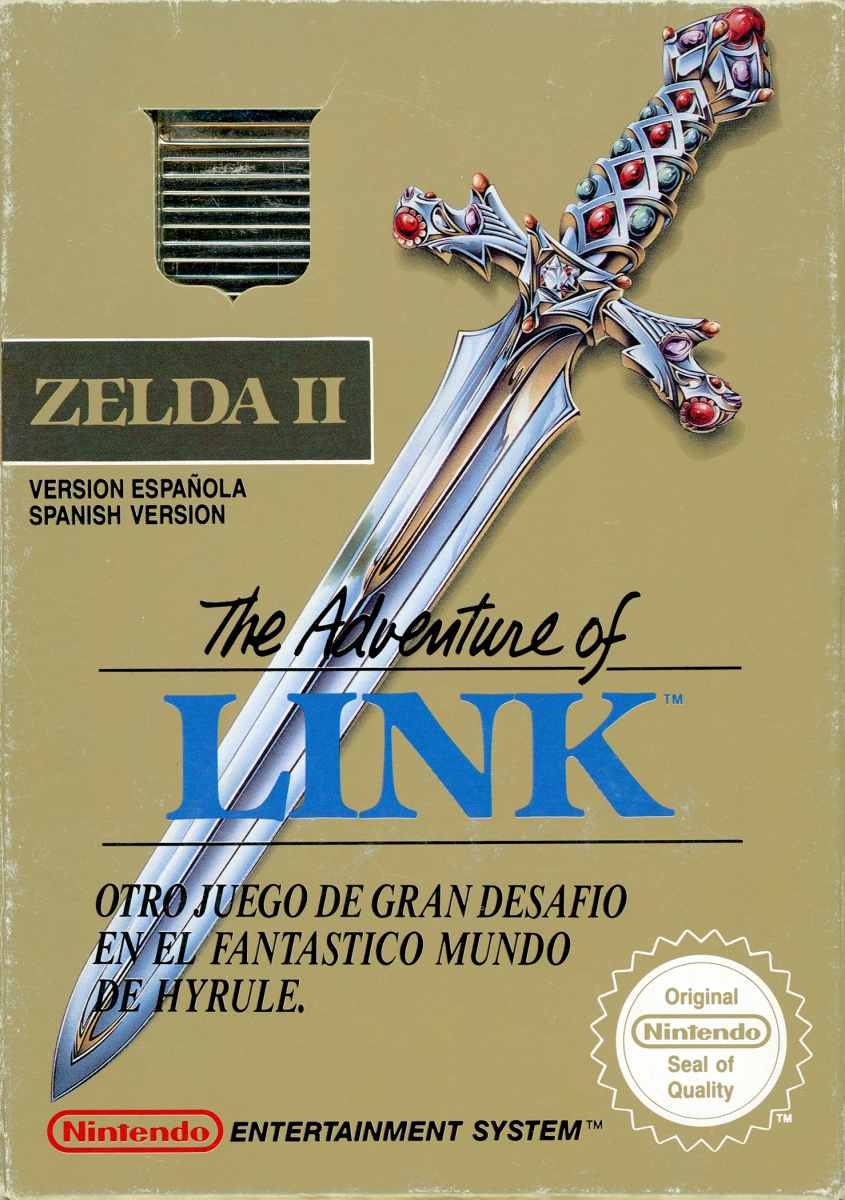 ZELDA II
VERSION ESPAÑOLA
SPANISH VERSION
The Adventure of
LINK™
OTRO JUEGO DE GRAN DESAFIO
EN EL FANTASTICO MUNDO
DE HYRULE.
Original
Nintendo
Seal of
Quality
TM
Nintendo ENTERTAINMENT SYSTEM™